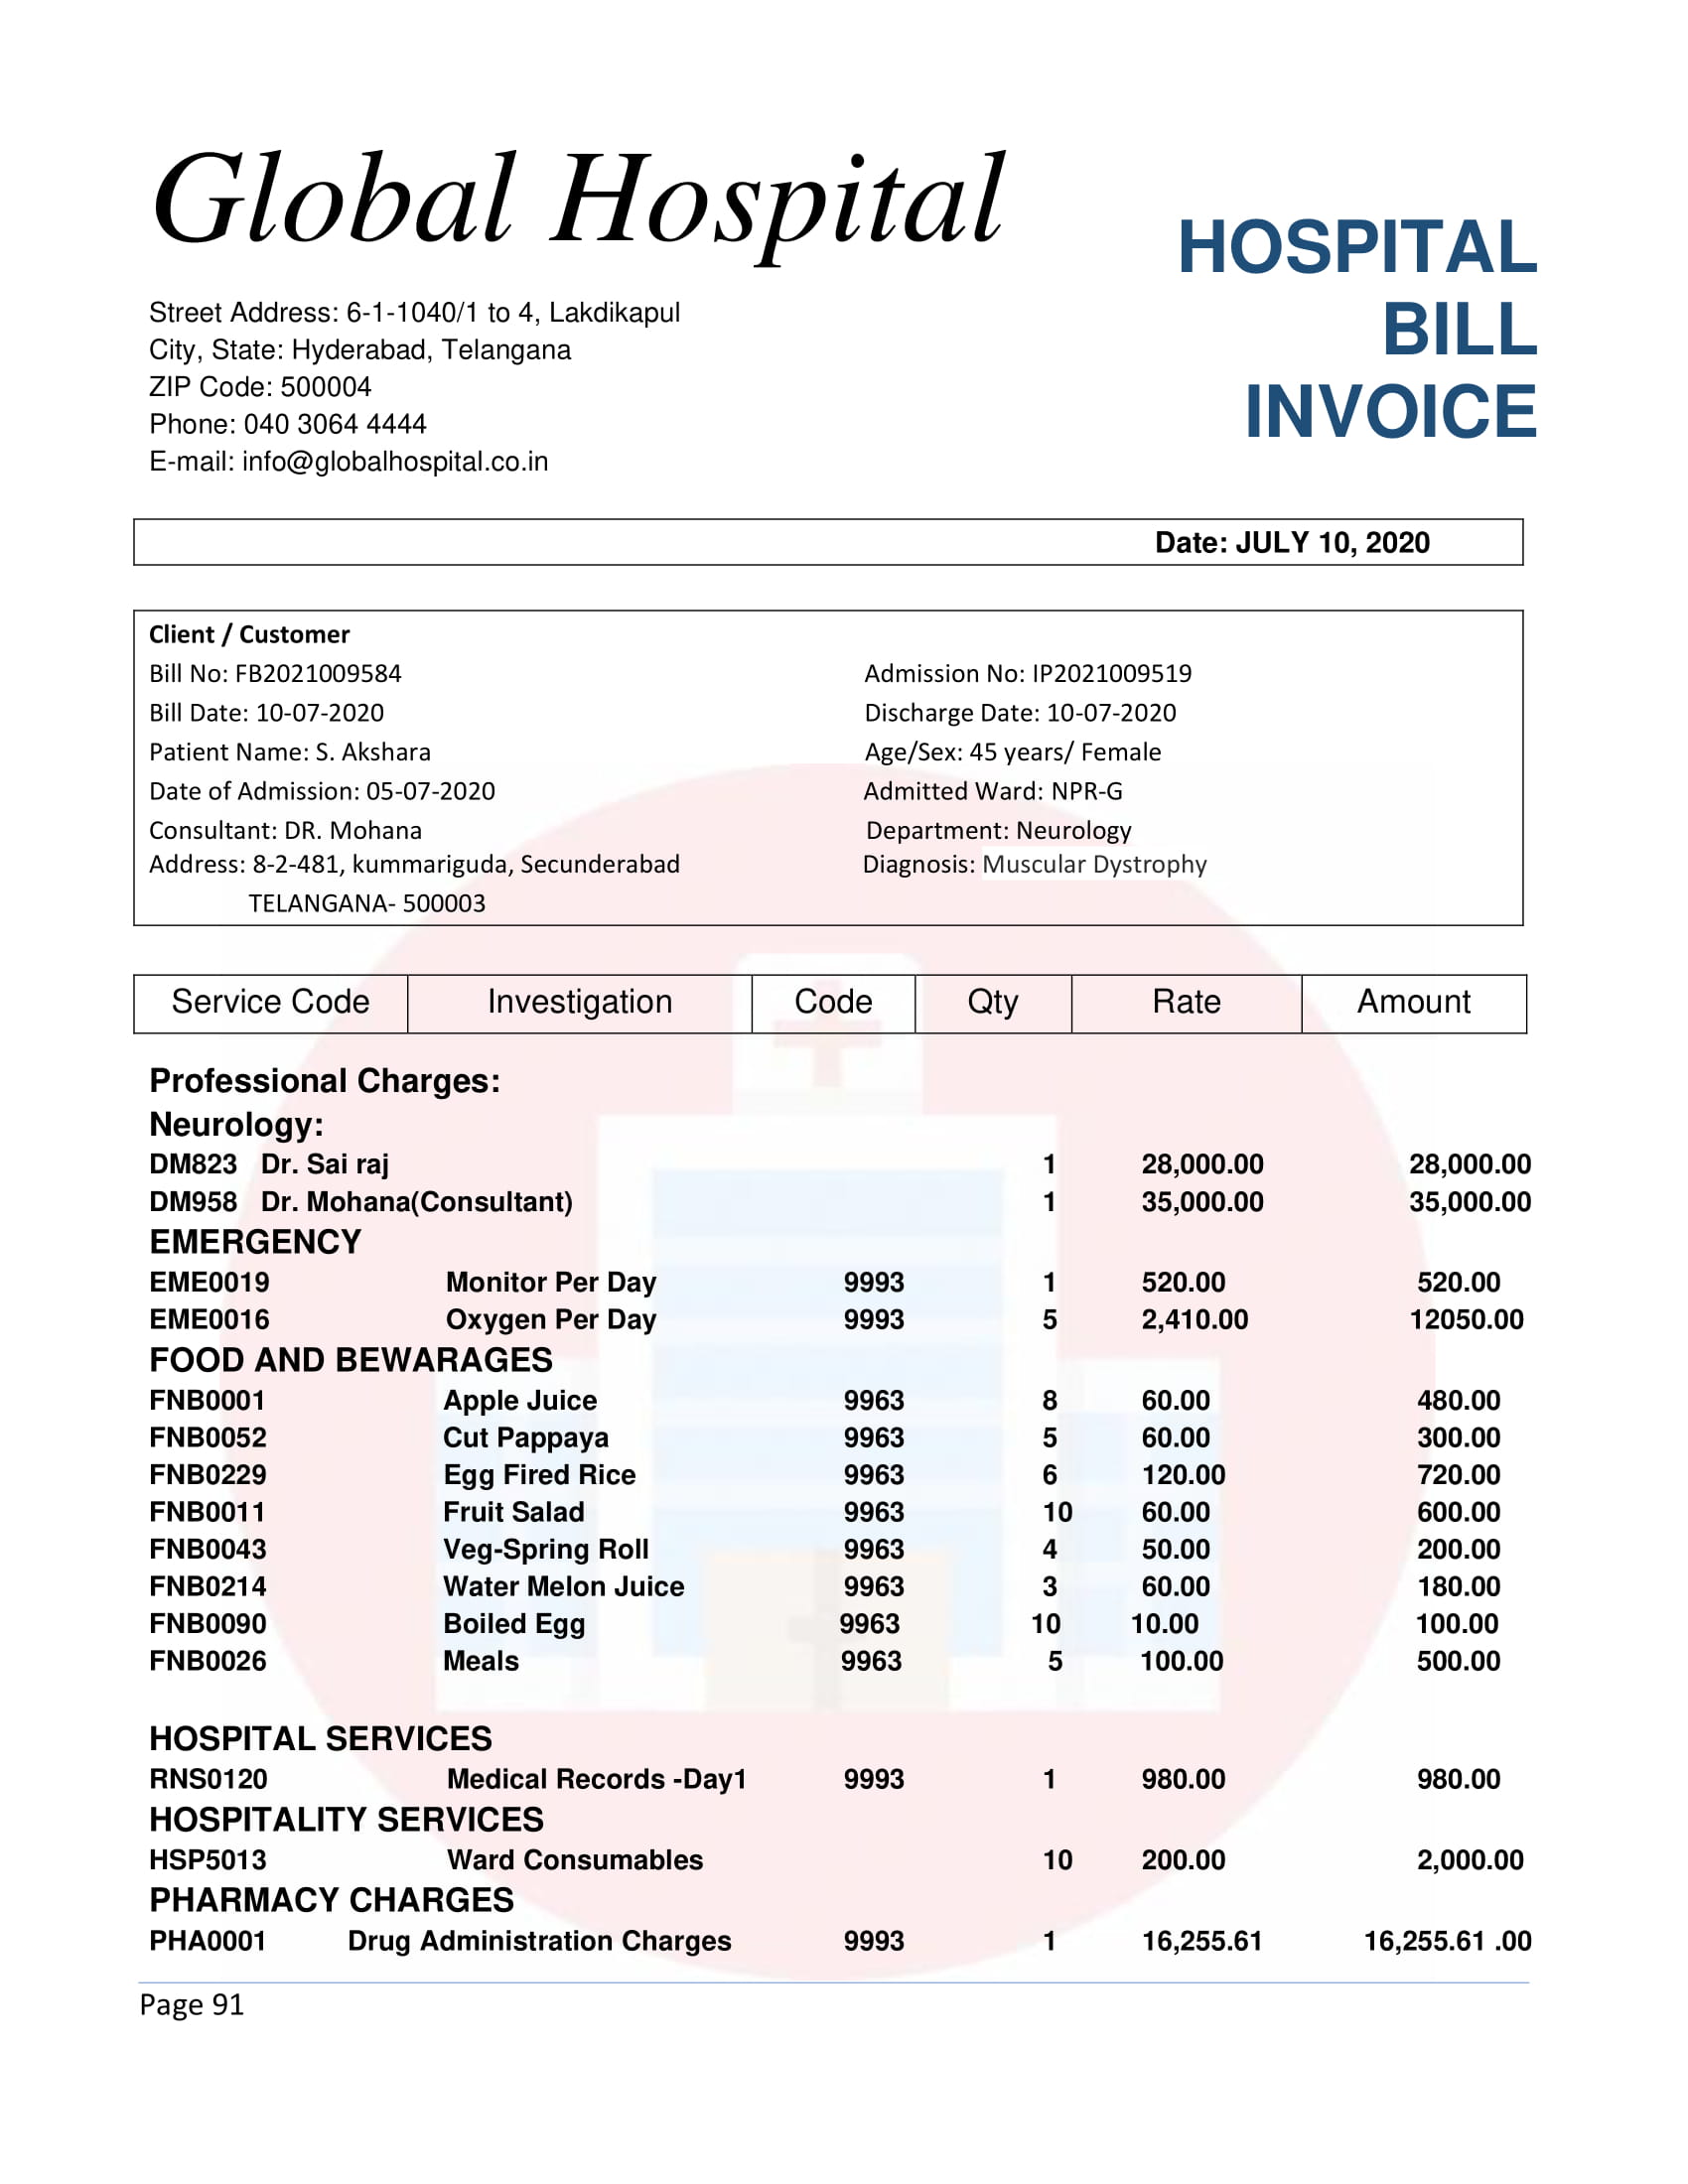 Global Hospital
HOSPITAL
BILL
INVOICE
Street Address: 6-1-1040/1 to 4, Lakdikapul
City, State: Hyderabad, Telangana
ZIP Code: 500004
Phone: 040 3064 4444
E-mail: info@globalhospital.co.in
Date: JULY 10, 2020
Client / Customer
Bill No: FB2021009584 Admission No: IP2021009519
Bill Date: 10-07-2020 Discharge Date: 10-07-2020
Patient Name: S. Akshara Age/Sex: 45 years/ Female
Date of Admission: 05-07-2020 Admitted Ward: NPR-G
Consultant: DR. Mohana Department: Neurology
Address: 8-2-481, kummariguda, Secunderabad Diagnosis: Muscular Dystrophy
TELANGANA- 500003
Service Code Investigation Code Qty Rate Amount
Professional Charges:
Neurology:
DM823 Dr. Sai raj 1 28,000.00 28,000.00
DM958 Dr. Mohana(Consultant) 1 35,000.00 35,000.00
EMERGENCY
EME0019 Monitor Per Day 9993 1 520.00 520.00
EME0016 Oxygen Per Day 9993 5 2,410.00 12050.00
FOOD AND BEWARAGES
FNB0001 Apple Juice 9963 8 60.00 480.00
FNB0052 Cut Pappaya 9963 5 60.00 300.00
FNB0229 Egg Fired Rice 9963 6 120.00 720.00
FNB0011 Fruit Salad 9963 10 60.00 600.00
FNB0043 Veg-Spring Roll 9963 4 50.00 200.00
FNB0214 Water Melon Juice 9963 3 60.00 180.00
FNB0090 Boiled Egg 9963 10 10.00 100.00
FNB0026 Meals 9963 5 100.00 500.00
HOSPITAL SERVICES
RNS0120 Medical Records -Day1 9993 1 980.00 980.00
HOSPITALITY SERVICES
HSP5013 Ward Consumables 10 200.00 2,000.00
PHARMACY CHARGES
PHA0001 Drug Administration Charges 9993 1 16,255.61 16,255.61 .00
Page 91